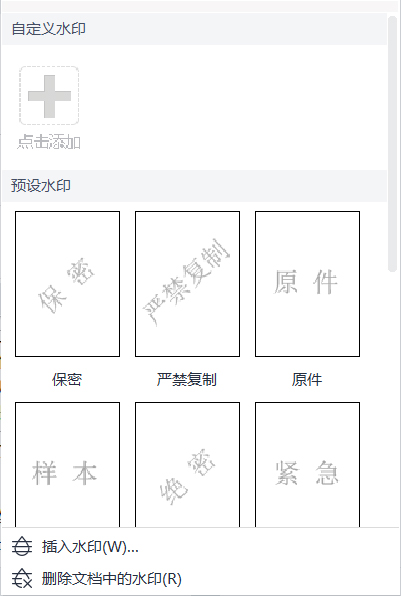 自定义水印
点击添加
预设水印
保密
严禁复制
原件
保密
严禁复制
原件
样本
绝密
紧急
插入水印(W)...
删除文档中的水印(R)